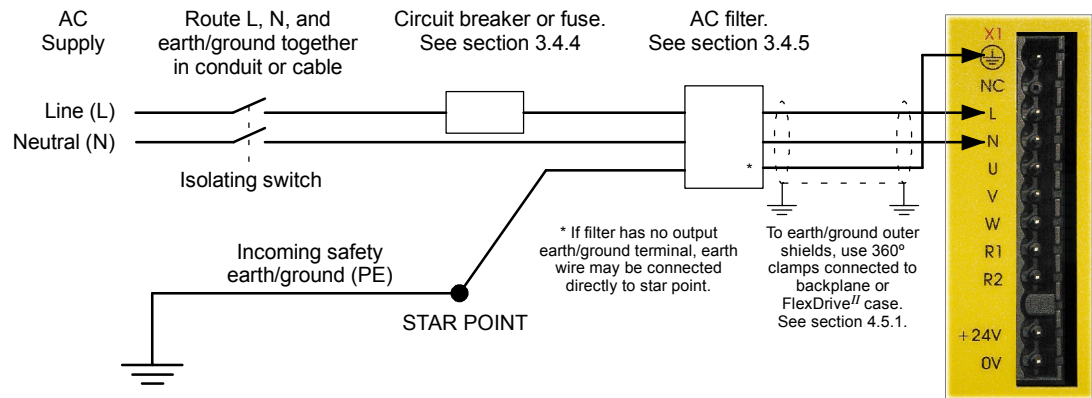 AC
Supply
Route L, N, and
earth/ground together
in conduit or cable
Circuit breaker or fuse.
See section 3.4.4
AC filter.
See section 3.4.5
Line (L)
Neutral (N)
Isolating switch
*
Incoming safety
earth/ground (PE)
STAR POINT
* If filter has no output
earth/ground terminal, earth
wire may be connected
directly to star point.
To earth/ground outer
shields, use 360º
clamps connected to
backplane or
FlexDriveII case.
See section 4.5.1.
X1
NC
L
N
U
V
W
R1
R2
+24V
0V